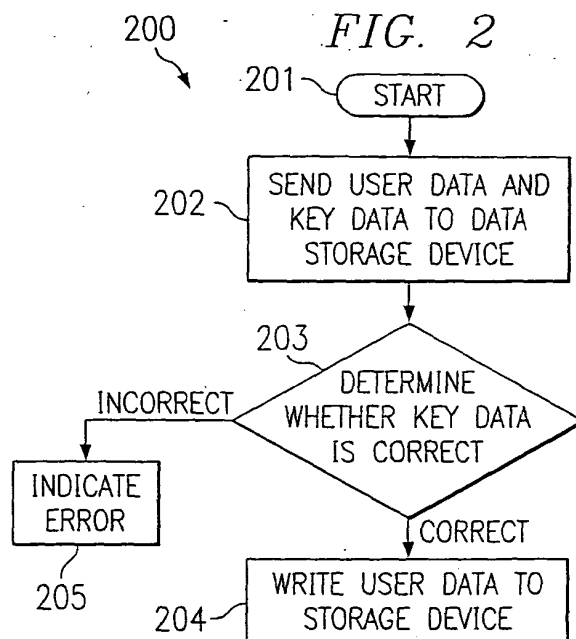 200
FIG. 2
201
START
202
SEND USER DATA AND
KEY DATA TO DATA
STORAGE DEVICE
203
DETERMINE
WHETHER KEY DATA
IS CORRECT
INCORRECT
INDICATE
ERROR
205
CORRECT
204
WRITE USER DATA TO
STORAGE DEVICE